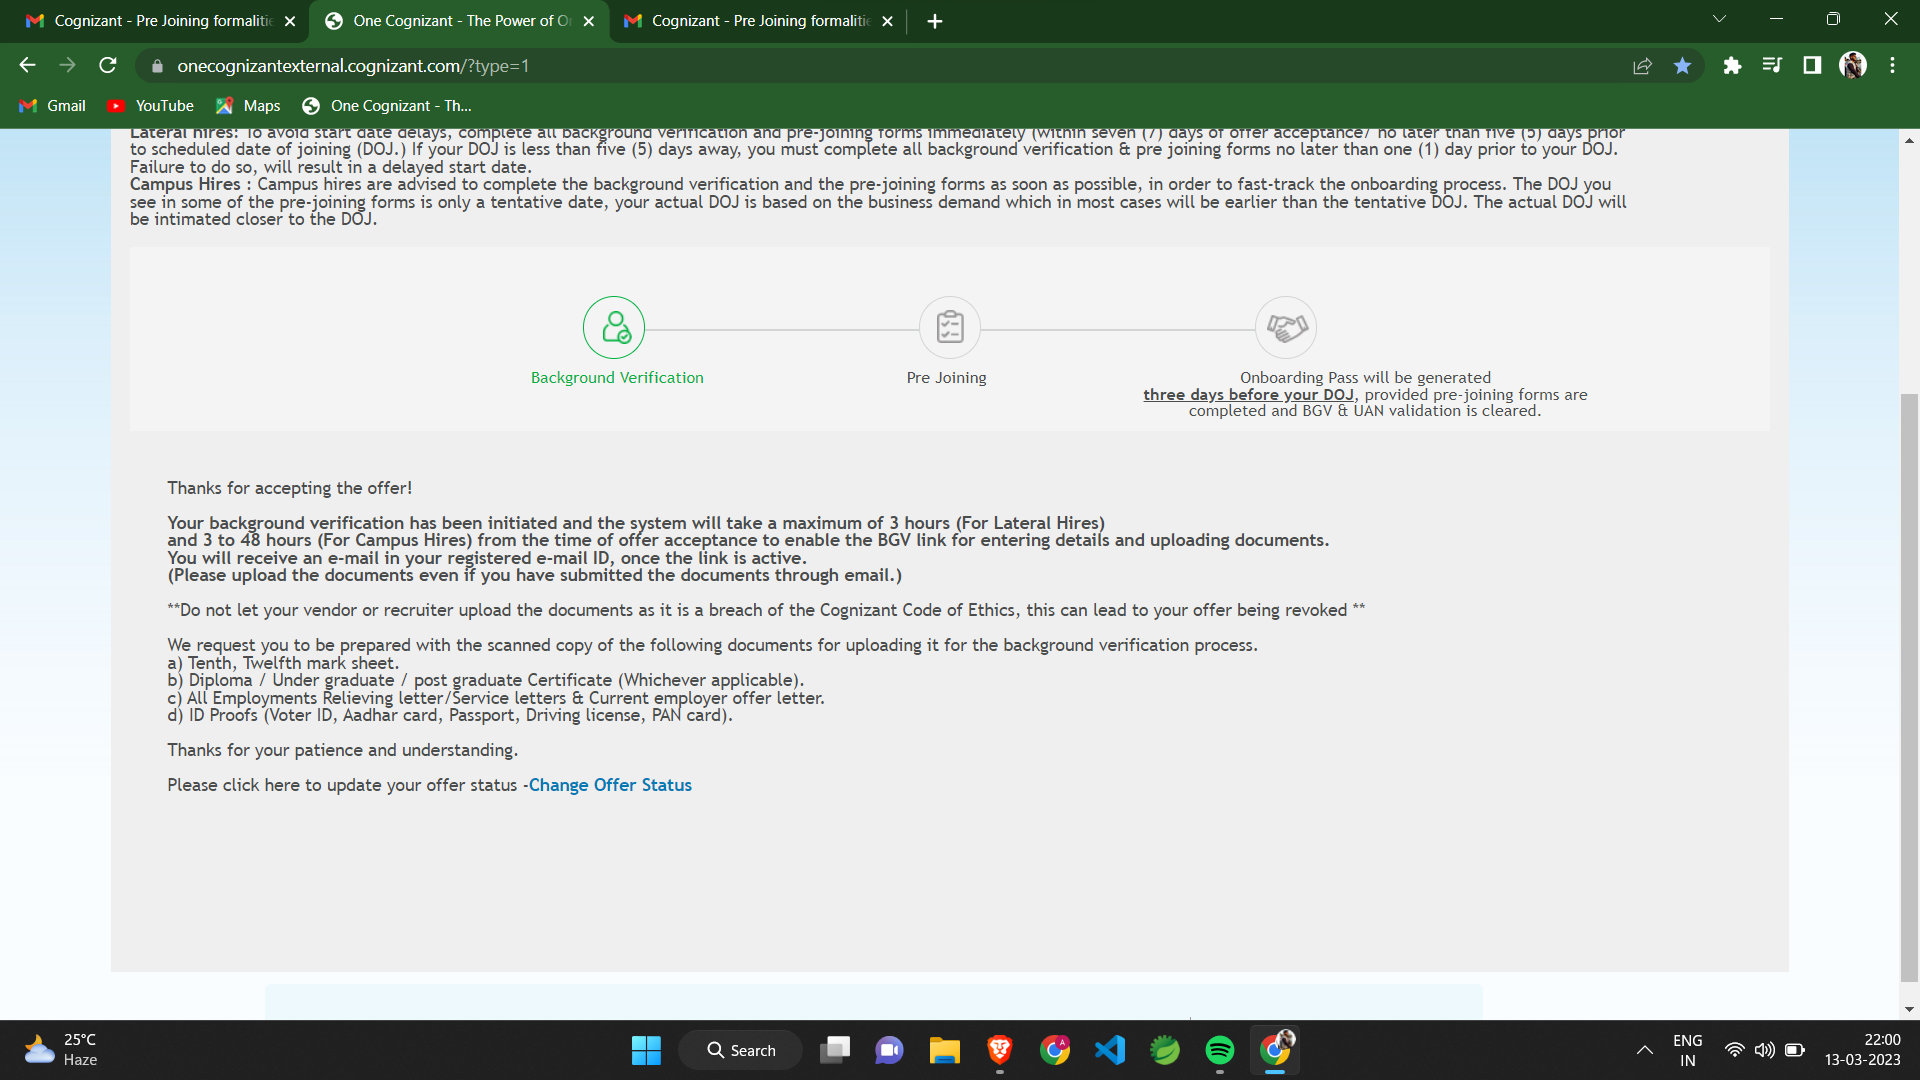 Cognizant - Pre Joining formalitie
One Cognizant - The Power of O
Cognizant - Pre Joining formalitie
onecognizantexternal.cognizant.com/?type=1
Gmail
YouTube
Maps
One Cognizant - Th...
Lateral hires: To avoid start date delays, complete all background verification and pre-joining forms immediately (within seven (7) days of offer acceptance/ no later than five (5) days prior
to scheduled date of joining (DOJ.) If your DOJ is less than five (5) days away, you must complete all background verification & pre joining forms no later than one (1) day prior to your DOJ.
Failure to do so, will result in a delayed start date.
Campus Hires : Campus hires are advised to complete the background verification and the pre-joining forms as soon as possible, in order to fast-track the onboarding process. The DOJ you
see in some of the pre-joining forms is only a tentative date, your actual DOJ is based on the business demand which in most cases will be earlier than the tentative DOJ. The actual DOJ will
be intimated closer to the DOJ.
Background Verification
Pre Joining
Onboarding Pass will be generated
three days before your DOJ, provided pre-joining forms are
completed and BGV & UAN validation is cleared.
Thanks for accepting the offer!
Your background verification has been initiated and the system will take a maximum of 3 hours (For Lateral Hires)
and 3 to 48 hours (For Campus Hires) from the time of offer acceptance to enable the BGV link for entering details and uploading documents.
You will receive an e-mail in your registered e-mail ID, once the link is active.
(Please upload the documents even if you have submitted the documents through email.)
**Do not let your vendor or recruiter upload the documents as it is a breach of the Cognizant Code of Ethics, this can lead to your offer being revoked **
We request you to be prepared with the scanned copy of the following documents for uploading it for the background verification process.
a) Tenth, Twelfth mark sheet.
b) Diploma / Under graduate / post graduate Certificate (Whichever applicable).
c) All Employments Relieving letter/Service letters & Current employer offer letter.
d) ID Proofs (Voter ID, Aadhar card, Passport, Driving license, PAN card).
Thanks for your patience and understanding.
Please click here to update your offer status -Change Offer Status
25°C
Haze
Search
A
ENG
IN
22:00
13-03-2023